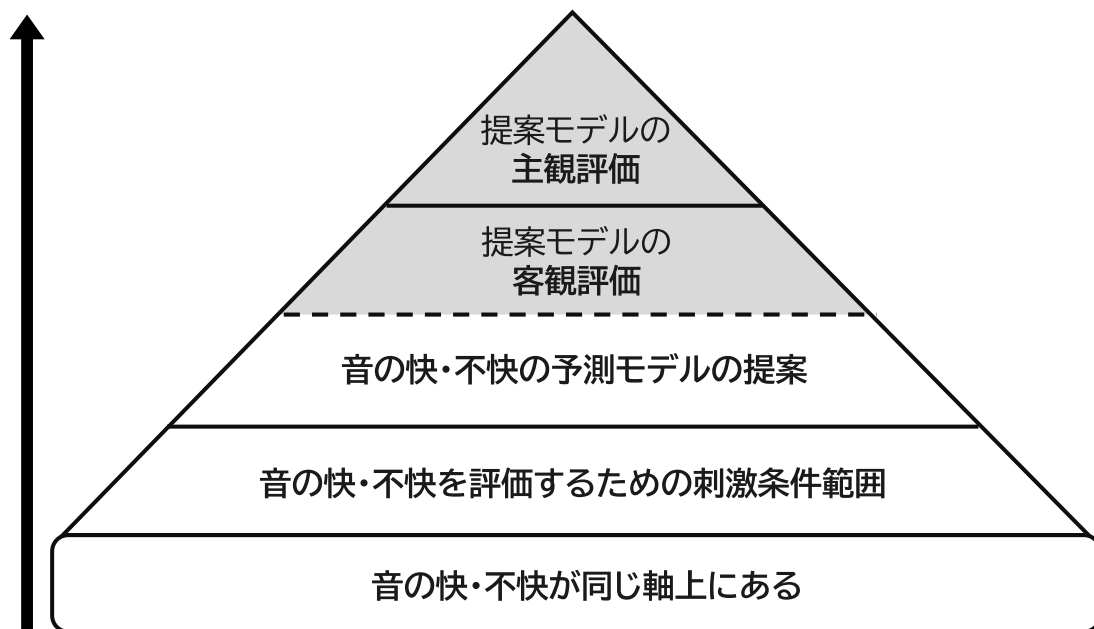 提案モデルの
主観評価
提案モデルの
客観評価
音の快・不快の予測モデルの提案
音の快・不快を評価するための刺激条件範囲
音の快・不快が同じ軸上にある